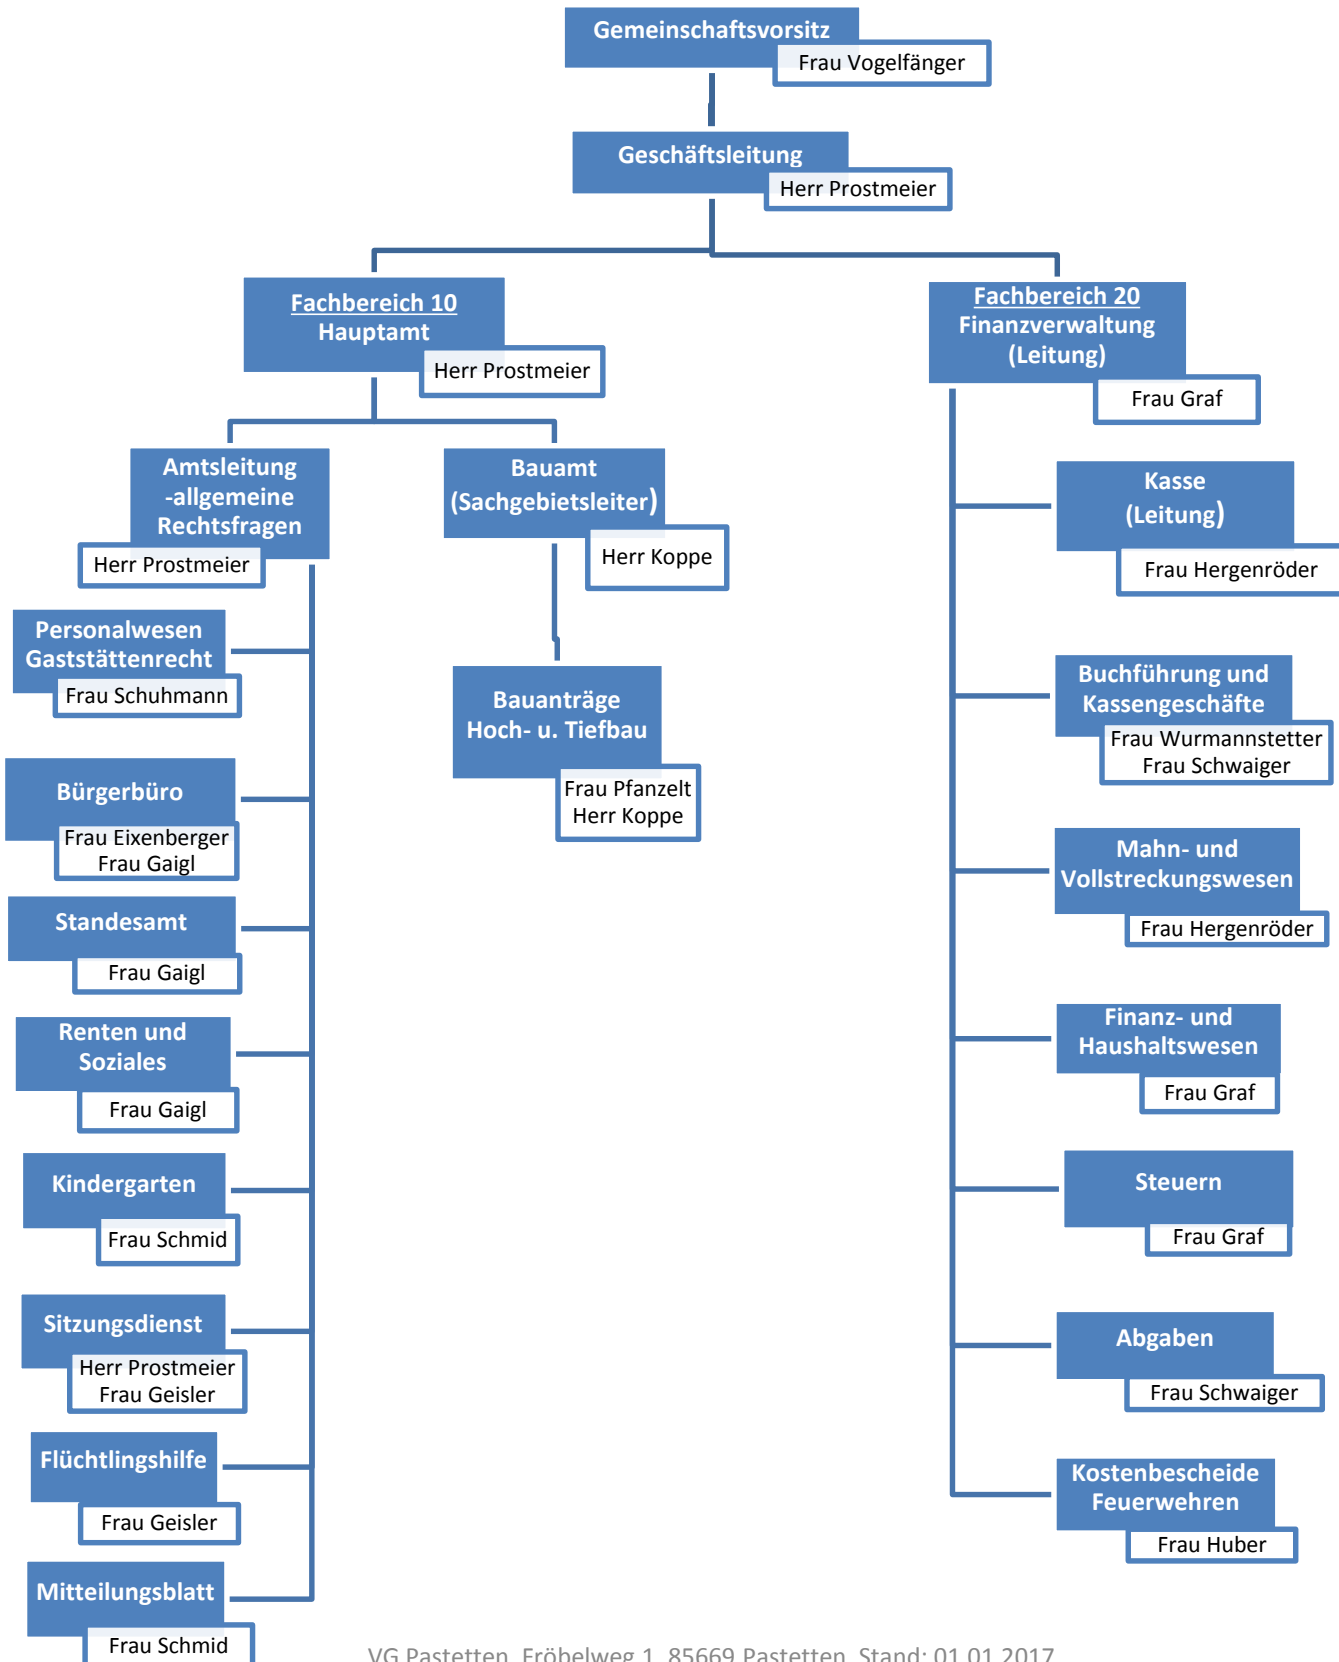 Gemeinschaftsvorsitz
Frau Vogelfänger
Geschäftsleitung
Herr Prostmeier
Fachbereich 10
Hauptamt
Herr Prostmeier
Fachbereich 20
Finanzverwaltung
(Leitung)
Frau Graf
Amtsleitung
-allgemeine
Rechtsfragen
Herr Prostmeier
Personalwesen
Gaststättenrecht
Frau Schuhmann
Bürgerbüro
Frau Eixenberger
Frau Gaigl
Standesamt
Frau Gaigl
Renten und
Soziales
Frau Gaigl
Kindergarten
Frau Schmid
Sitzungsdienst
Herr Prostmeier
Frau Geisler
Flüchtlingshilfe
Frau Geisler
Mitteilungsblatt
Frau Schmid
Bauamt
(Sachgebietsleiter)
Herr Koppe
Bauanträge
Hoch- u. Tiefbau
Frau Pfanzelt
Herr Koppe
Kasse
(Leitung)
Frau Hergenröder
Buchführung und
Kassengeschäfte
Frau Wurmannstetter
Frau Schwaiger
Mahn- und
Vollstreckungswesen
Frau Hergenröder
Finanz- und
Haushaltswesen
Frau Graf
Steuern
Frau Graf
Abgaben
Frau Schwaiger
Kostenbescheide
Feuerwehren
Frau Huber
VG Pastetten, Fröbelweg 1, 85669 Pastetten, Stand: 01.01.2017